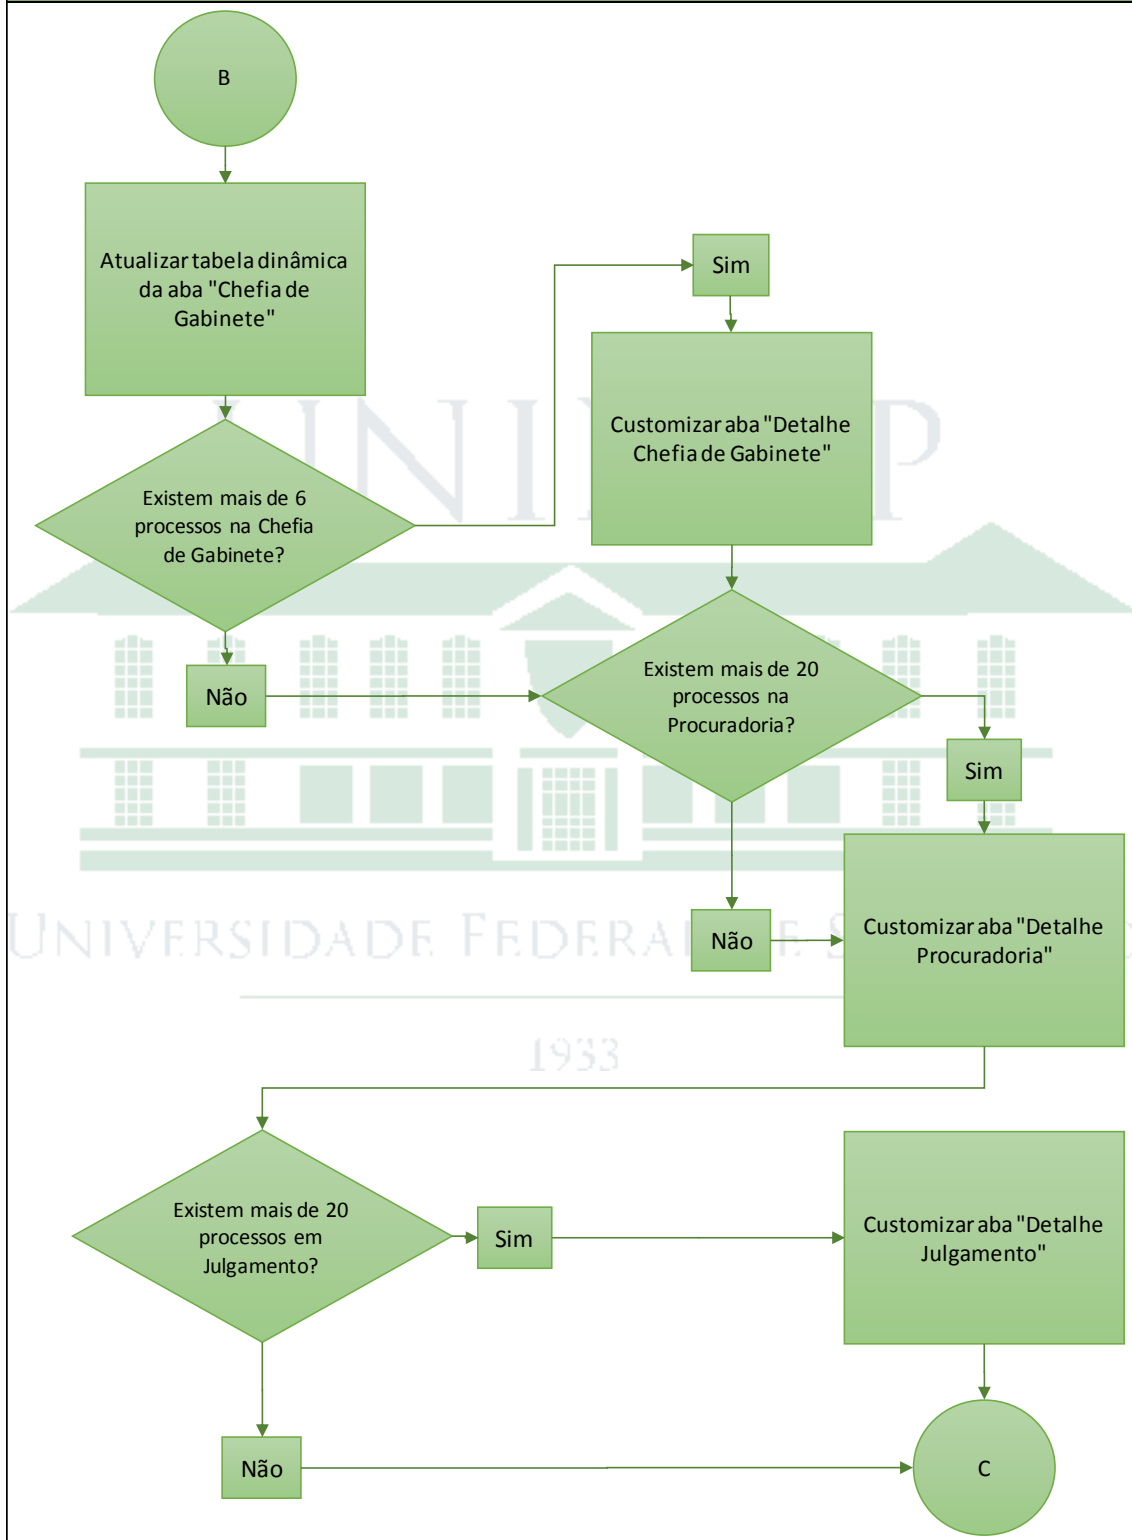 B
Atualizar tabela dinâmica
da aba "Chefia de
Gabinete"
Sim
Customizar aba "Detalhe
Chefia de Gabinete"
Existem mais de 6
processos na Chefia
de Gabinete?
Não
Existem mais de 20
processos na
Procuradoria?
Sim
Não
Customizar aba "Detalhe
Procuradoria"
UNIVERSIDADE FEDERAL DE
1933
Existem mais de 20
processos em
Julgamento?
Sim
Customizar aba "Detalhe
Julgamento"
Não
C